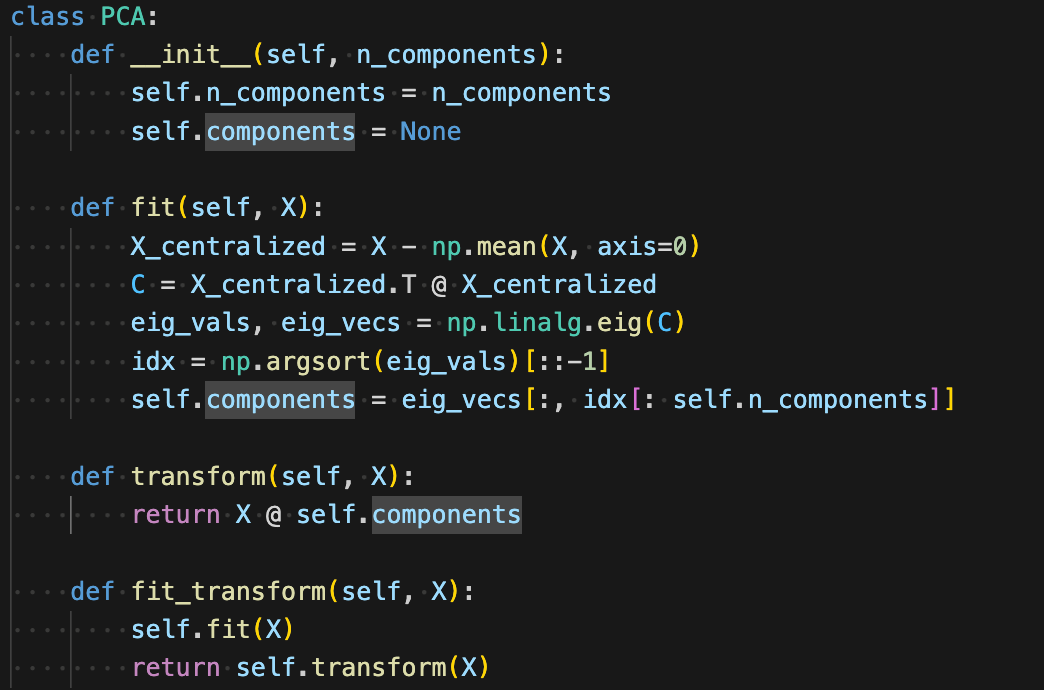 class PCA:
    def __init__(self, n_components):
        self.n_components = n_components
        self.components = None

    def fit(self, X):
        X_centralized = X - np.mean(X, axis=0)
        C = X_centralized.T @ X_centralized
        eig_vals, eig_vecs = np.linalg.eig(C)
        idx = np.argsort(eig_vals)[::-1]
        self.components = eig_vecs[:, idx[: self.n_components]]

    def transform(self, X):
        return X @ self.components

    def fit_transform(self, X):
        self.fit(X)
        return self.transform(X)